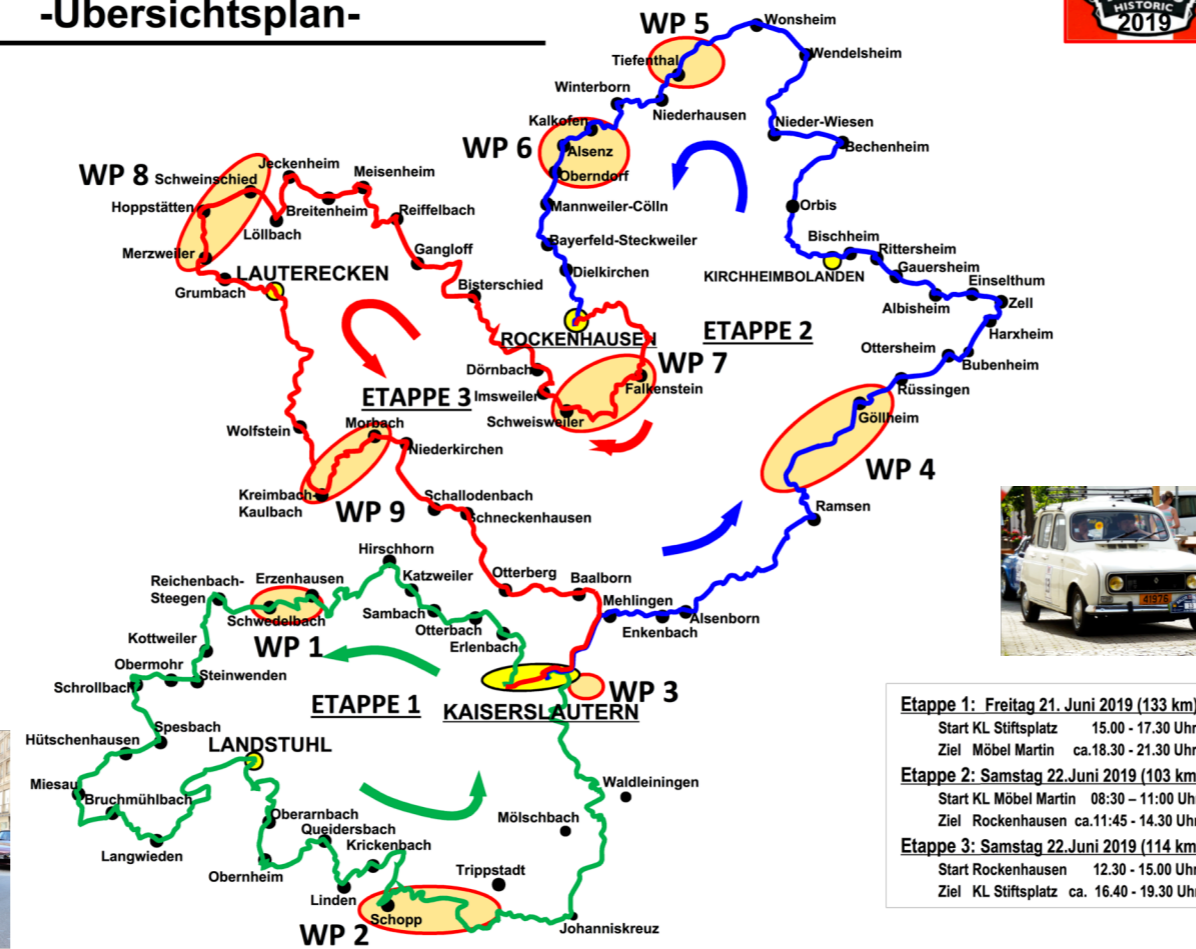 -Übersichtsplan-
HISTORIC
2019
WP 5
Wonsheim
Tiefenthal
Wendelsheim
Winterborn
Niederhausen
Kalkofen
Nieder-Wiesen
WP 6
Alsenz
Bechenheim
Oberndorf
WP 8
Schweinschied
Jeckenheim
Meisenheim
Hoppstätten
Breitenheim
Reiffelbach
Mannweiler-Cölln
Orbis
Löllbach
Bayerfeld-Steckweiler
Bischheim
Merzweiler
Gangloff
Rittersheim
LAUTERECKEN
Dielkirchen
KIRCHHEIMBOLANDEN
Gauersheim
Grumbach
Bisterschied
Einselthum
Albisheim
Zell
ROCKENHAUSEN
ETAPPE 2
Harxheim
Ottersheim
WP 7
Bubenheim
Dörnbach
Falkenstein
Rüssingen
ETAPPE 3
Imsweiler
Schweisweiler
Göllheim
Wolfstein
Morbach
Niederkirchen
WP 4
Kreimbach-
Kaulbach
WP 9
Schallodenbach
Schneckenhausen
Ramsen
Hirschhorn
Reichenbach-
Steegen
Erzenhausen
Katzweiler
Otterberg
Baalborn
Schwedelbach
Sambach
Mehlingen
Alsenborn
Otterbach
Enkenbach
Kottweiler
WP 1
Erlenbach
Obermohr
Steinwenden
Schrollbach
ETAPPE 1
WP 3
KAISERSLAUTERN
Spesbach
Hütschenhausen
LANDSTUHL
Miesau
Bruchmühlbach
Waldleiningen
Oberarnbach
Mölschbach
Queidersbach
Langwieden
Krickenbach
Obernheim
Trippstadt
Linden
Schopp
Johanniskreuz
WP 2
41976
Etappe 1: Freitag 21. Juni 2019 (133 km)
Start KL Stiftsplatz 15.00 - 17.30 Uhr
Ziel Möbel Martin ca.18.30 - 21.30 Uhr
Etappe 2: Samstag 22.Juni 2019 (103 km
Start KL Möbel Martin 08:30 – 11:00 Uhr
Ziel Rockenhausen ca.11:45 - 14.30 Uhr
Etappe 3: Samstag 22.Juni 2019 (114 km
Start Rockenhausen 12.30 - 15.00 Uhr
Ziel KL Stiftsplatz ca. 16.40 - 19.30 Uhr